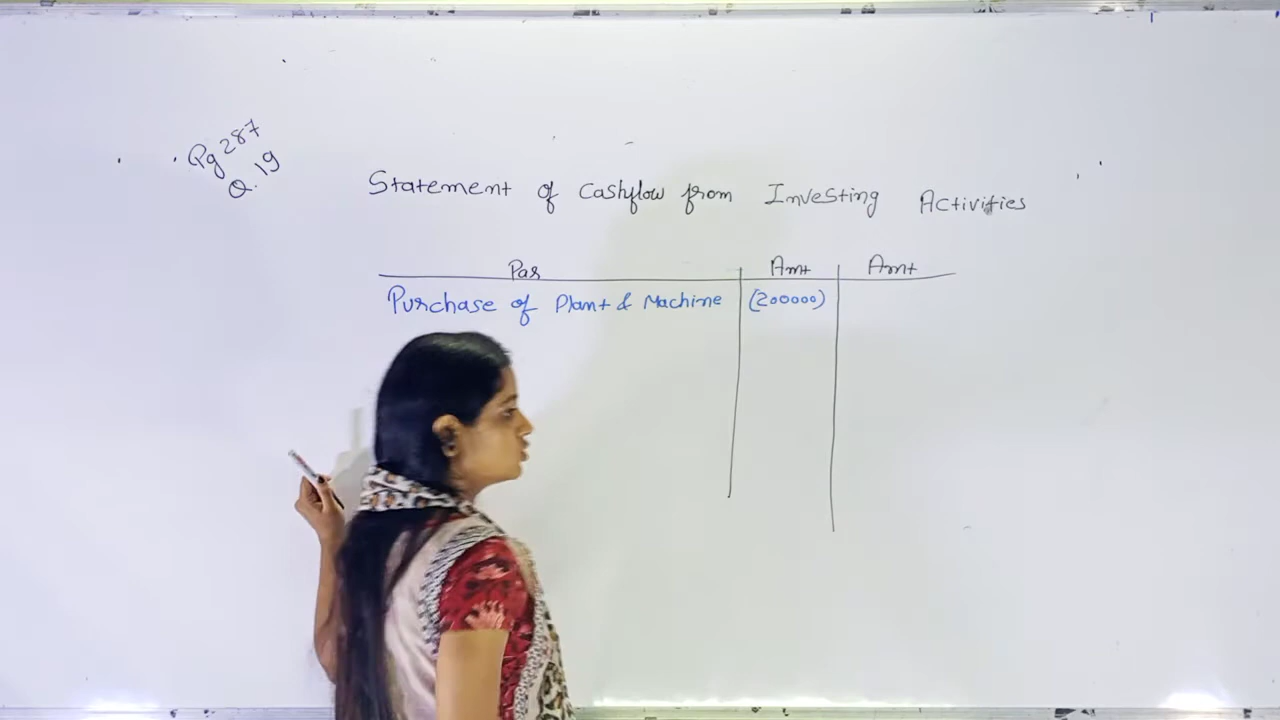 Pg 287
Q. 19
Statement of Cashflow from Investing Activities
Par Amt Amt
Purchase of Plant & Machine (200000)